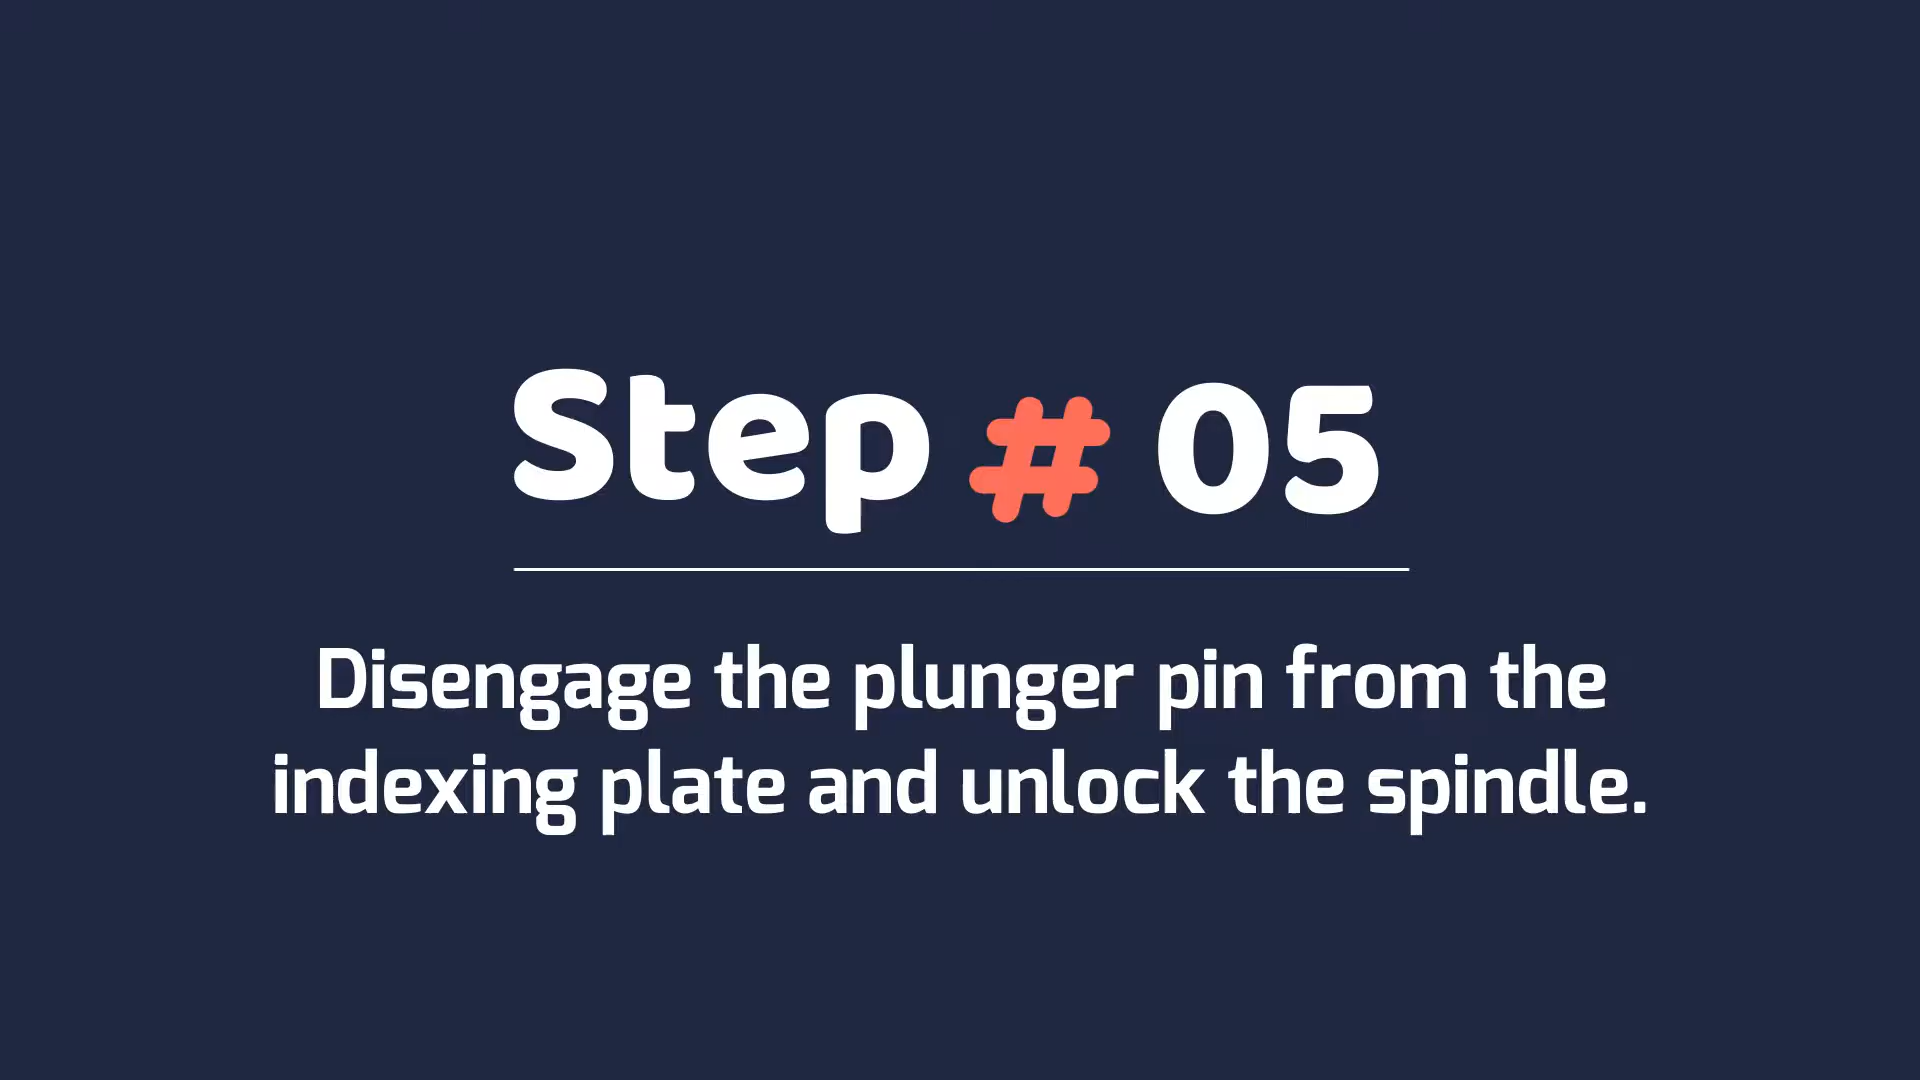 Step # 05
Disengage the plunger pin from the
indexing plate and unlock the spindle.